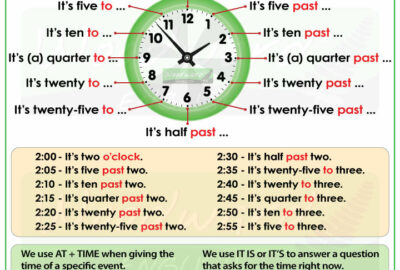 It's five to ...
It's five past ...
It's ten to ...
It's ten past ...
It's (a) quarter to ...
It's (a) quarter past ...
It's twenty to ...
It's twenty past ...
It's twenty-five to ...
It's twenty-five past ...
It's half past ...
12
1
2
3
4
5
6
7
8
9
10
11
2:00 - It's two o'clock.
2:05 - It's five past two.
2:10 - It's ten past two.
2:15 - It's quarter past two.
2:20 - It's twenty past two.
2:25 - It's twenty-five past two.
2:30 - It's half past two.
2:35 - It's twenty-five to three.
2:40 - It's twenty to three.
2:45 - It's quarter to three.
2:50 - It's ten to three.
2:55 - It's five to three.
We use AT + TIME when giving the
time of a specific event.
We use IT IS or IT'S to answer a question
that asks for the time right now.